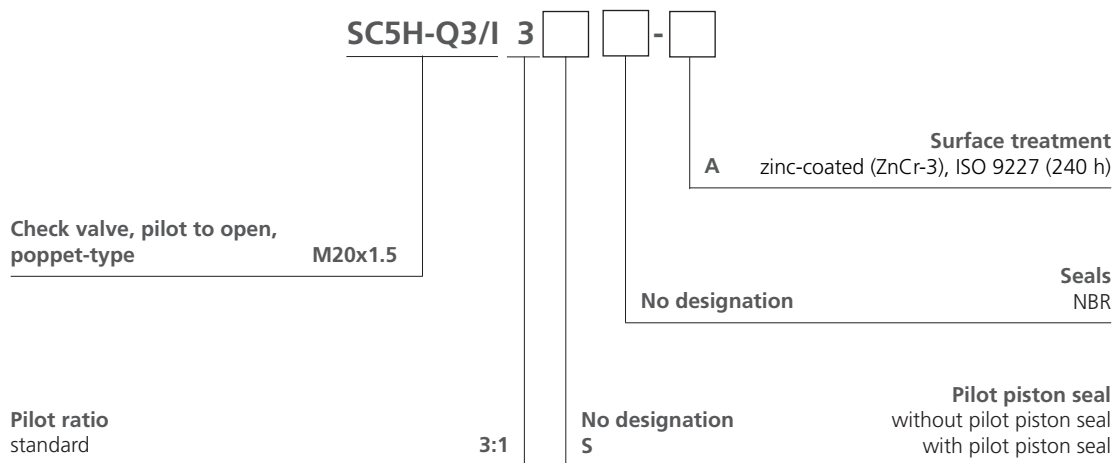 SC5H-Q3/I 3 -
Surface treatment
A zinc-coated (ZnCr-3), ISO 9227 (240 h)
Check valve, pilot to open,
poppet-type M20x1.5
Seals
No designation NBR
Pilot piston seal
Pilot ratio No designation without pilot piston seal
standard 3:1 S with pilot piston seal